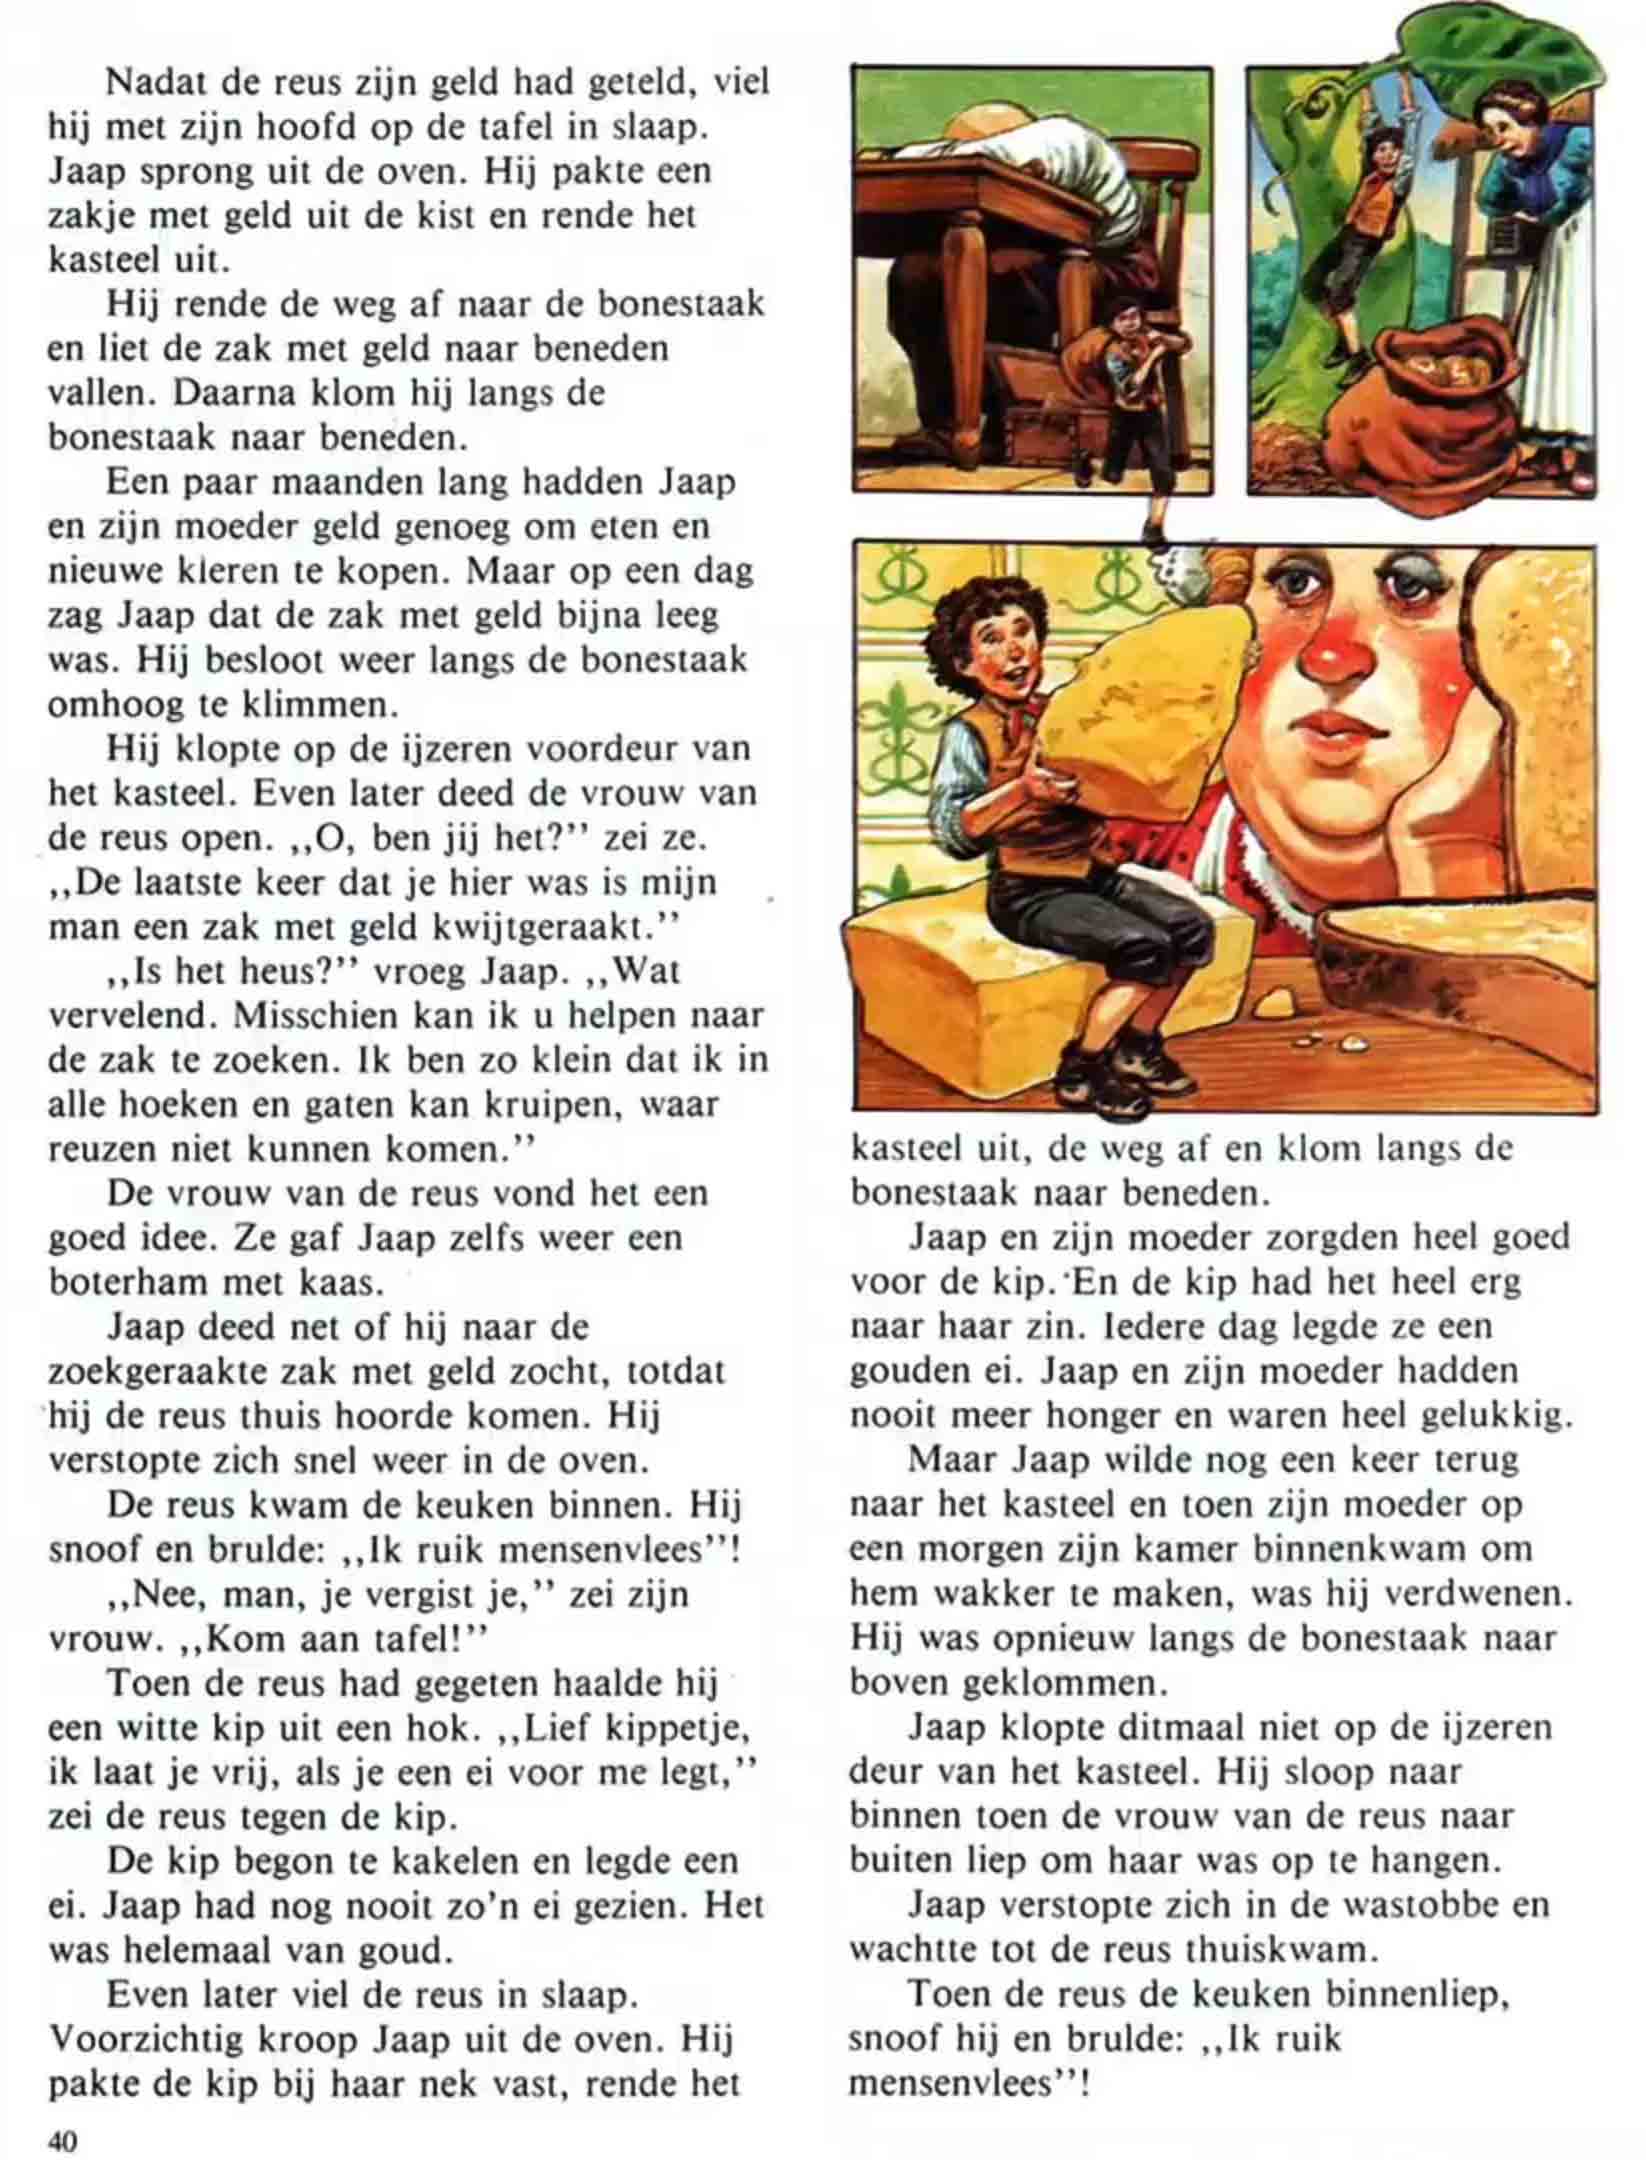 Nadat de reus zijn geld had geteld, viel
hij met zijn hoofd op de tafel in slaap.
Jaap sprong uit de oven. Hij pakte een
zakje met geld uit de kist en rende het
kasteel uit.
Hij rende de weg af naar de bonestaak
en liet de zak met geld naar beneden
vallen. Daarna klom hij langs de
bonestaak naar beneden.
Een paar maanden lang hadden Jaap
en zijn moeder geld genoeg om eten en
nieuwe kleren te kopen. Maar op een dag
zag Jaap dat de zak met geld bijna leeg
was. Hij besloot weer langs de bonestaak
omhoog te klimmen.
Hij klopte op de ijzeren voordeur van
het kasteel. Even later deed de vrouw van
de reus open. ,,O, ben jij het?’’ zei ze.
,,De laatste keer dat je hier was is mijn
man een zak met geld kwijtgeraakt.’’
,,Is het heus?’’ vroeg Jaap. ,,Wat
vervelend. Misschien kan ik u helpen naar
de zak te zoeken. Ik ben zo klein dat ik in
alle hoeken en gaten kan kruipen, waar
reuzen niet kunnen komen.’’
De vrouw van de reus vond het een
goed idee. Ze gaf Jaap zelfs weer een
boterham met kaas.
Jaap deed net of hij naar de
zoekgeraakte zak met geld zocht, totdat
hij de reus thuis hoorde komen. Hij
verstopte zich snel weer in de oven.
De reus kwam de keuken binnen. Hij
snoof en brulde: ,,Ik ruik mensenvlees’’!
,,Nee, man, je vergist je,’’ zei zijn
vrouw. ,,Kom aan tafel!’’
Toen de reus had gegeten haalde hij
een witte kip uit een hok. ,,Lief kippetje,
ik laat je vrij, als je een ei voor me legt,’’
zei de reus tegen de kip.
De kip begon te kakelen en legde een
ei. Jaap had nog nooit zo’n ei gezien. Het
was helemaal van goud.
Even later viel de reus in slaap.
Voorzichtig kroop Jaap uit de oven. Hij
pakte de kip bij haar nek vast, rende het
kasteel uit, de weg af en klom langs de
bonestaak naar beneden.
Jaap en zijn moeder zorgden heel goed
voor de kip. En de kip had het heel erg
naar haar zin. Iedere dag legde ze een
gouden ei. Jaap en zijn moeder hadden
nooit meer honger en waren heel gelukkig.
Maar Jaap wilde nog een keer terug
naar het kasteel en toen zijn moeder op
een morgen zijn kamer binnenkwam om
hem wakker te maken, was hij verdwenen.
Hij was opnieuw langs de bonestaak naar
boven geklommen.
Jaap klopte ditmaal niet op de ijzeren
deur van het kasteel. Hij sloop naar
binnen toen de vrouw van de reus naar
buiten liep om haar was op te hangen.
Jaap verstopte zich in de wastobbe en
wachtte tot de reus thuiskwam.
Toen de reus de keuken binnenliep,
snoof hij en brulde: ,,Ik ruik
mensenvlees’’!
40